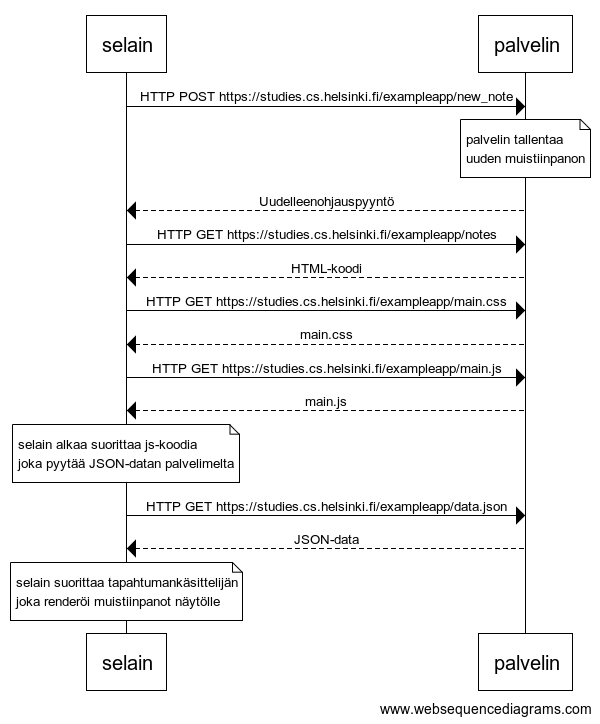 selain
palvelin
HTTP POST https://studies.cs.helsinki.fi/exampleapp/new_note
palvelin tallentaa
uuden muistiinpanon
Uudelleenohjauspyyntö
HTTP GET https://studies.cs.helsinki.fi/exampleapp/notes
HTML-koodi
HTTP GET https://studies.cs.helsinki.fi/exampleapp/main.css
main.css
HTTP GET https://studies.cs.helsinki.fi/exampleapp/main.js
main.js
selain alkaa suorittaa js-koodia
joka pyytää JSON-datan palvelimelta
HTTP GET https://studies.cs.helsinki.fi/exampleapp/data.json
JSON-data
selain suorittaa tapahtumankäsittelijän
joka renderöi muistiinpanot näytölle
selain
palvelin
www.websequencediagrams.com